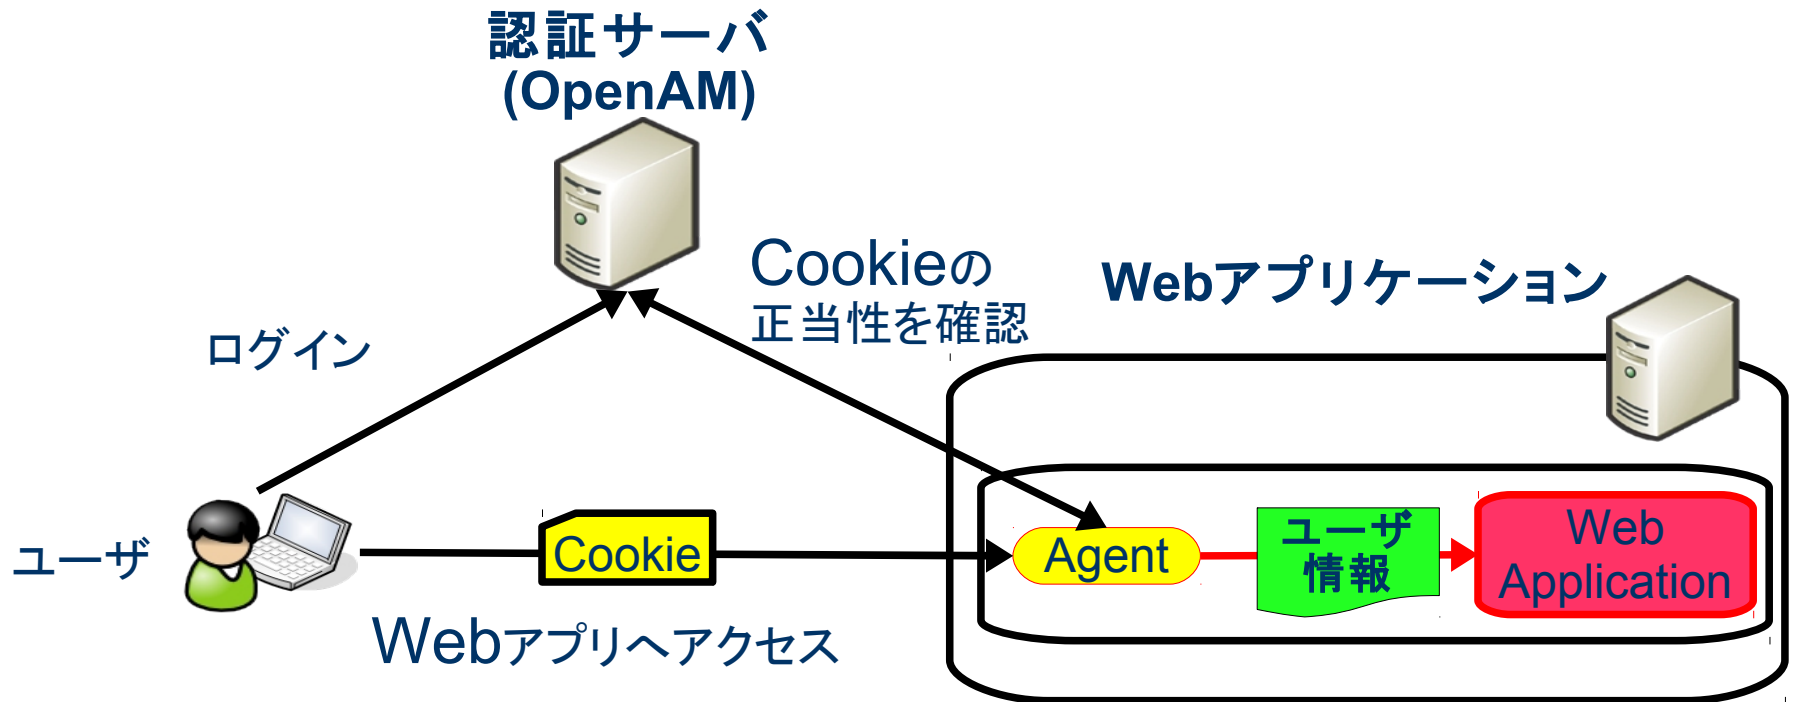 認証サーバ
(OpenAM)
Cookieの
正当性を確認
Webアプリケーション
ログイン
ユーザ
Cookie
Agent
ユーザ
情報
Web
Application
Webアプリへアクセス